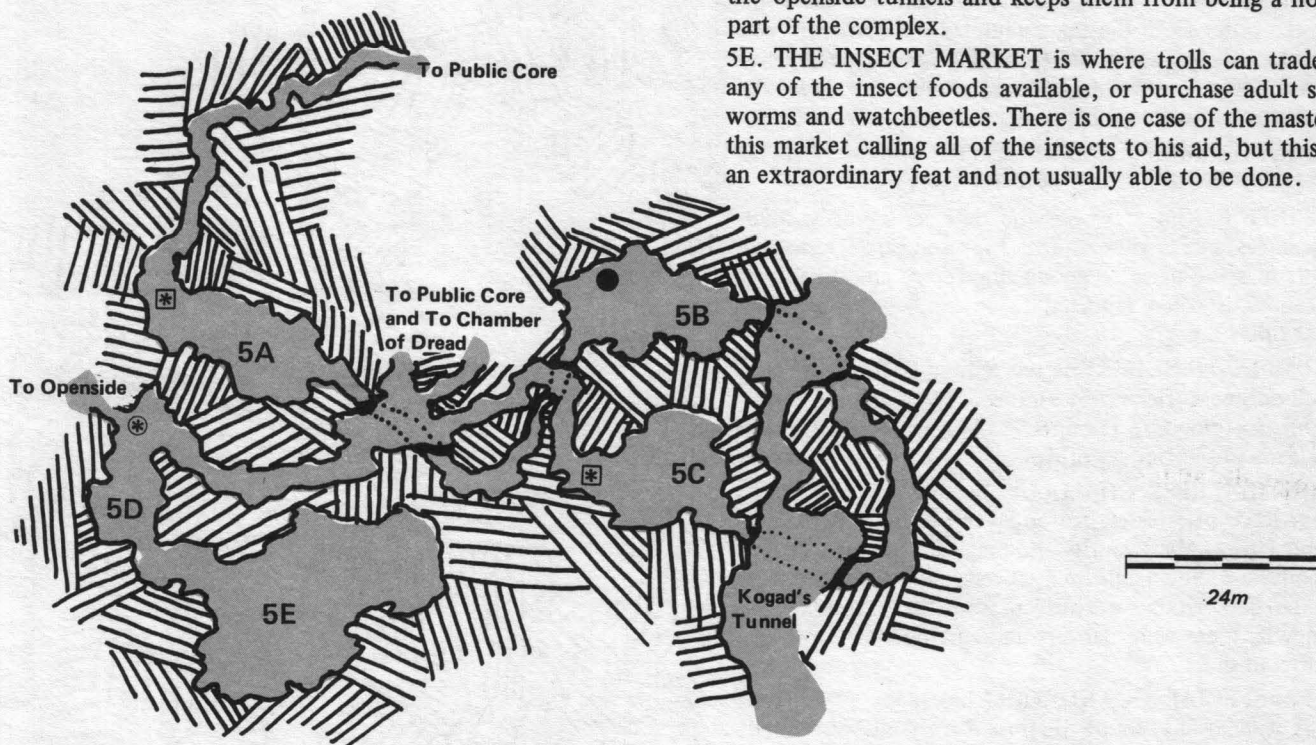 the openside tunnels and keeps them from being a
part of the complex.
5E. THE INSECT MARKET is where trolls can trade
any of the insect foods available, or purchase adult
worms and watchbeetles. There is one case of the
this market calling all of the insects to his aid, but this
an extraordinary feat and not usually able to be done.
To Public Core
To Public Core
and To Chamber
of Dread
5B
5A
To Openside
5C
5D
5E
Kogad's
Tunnel
24m